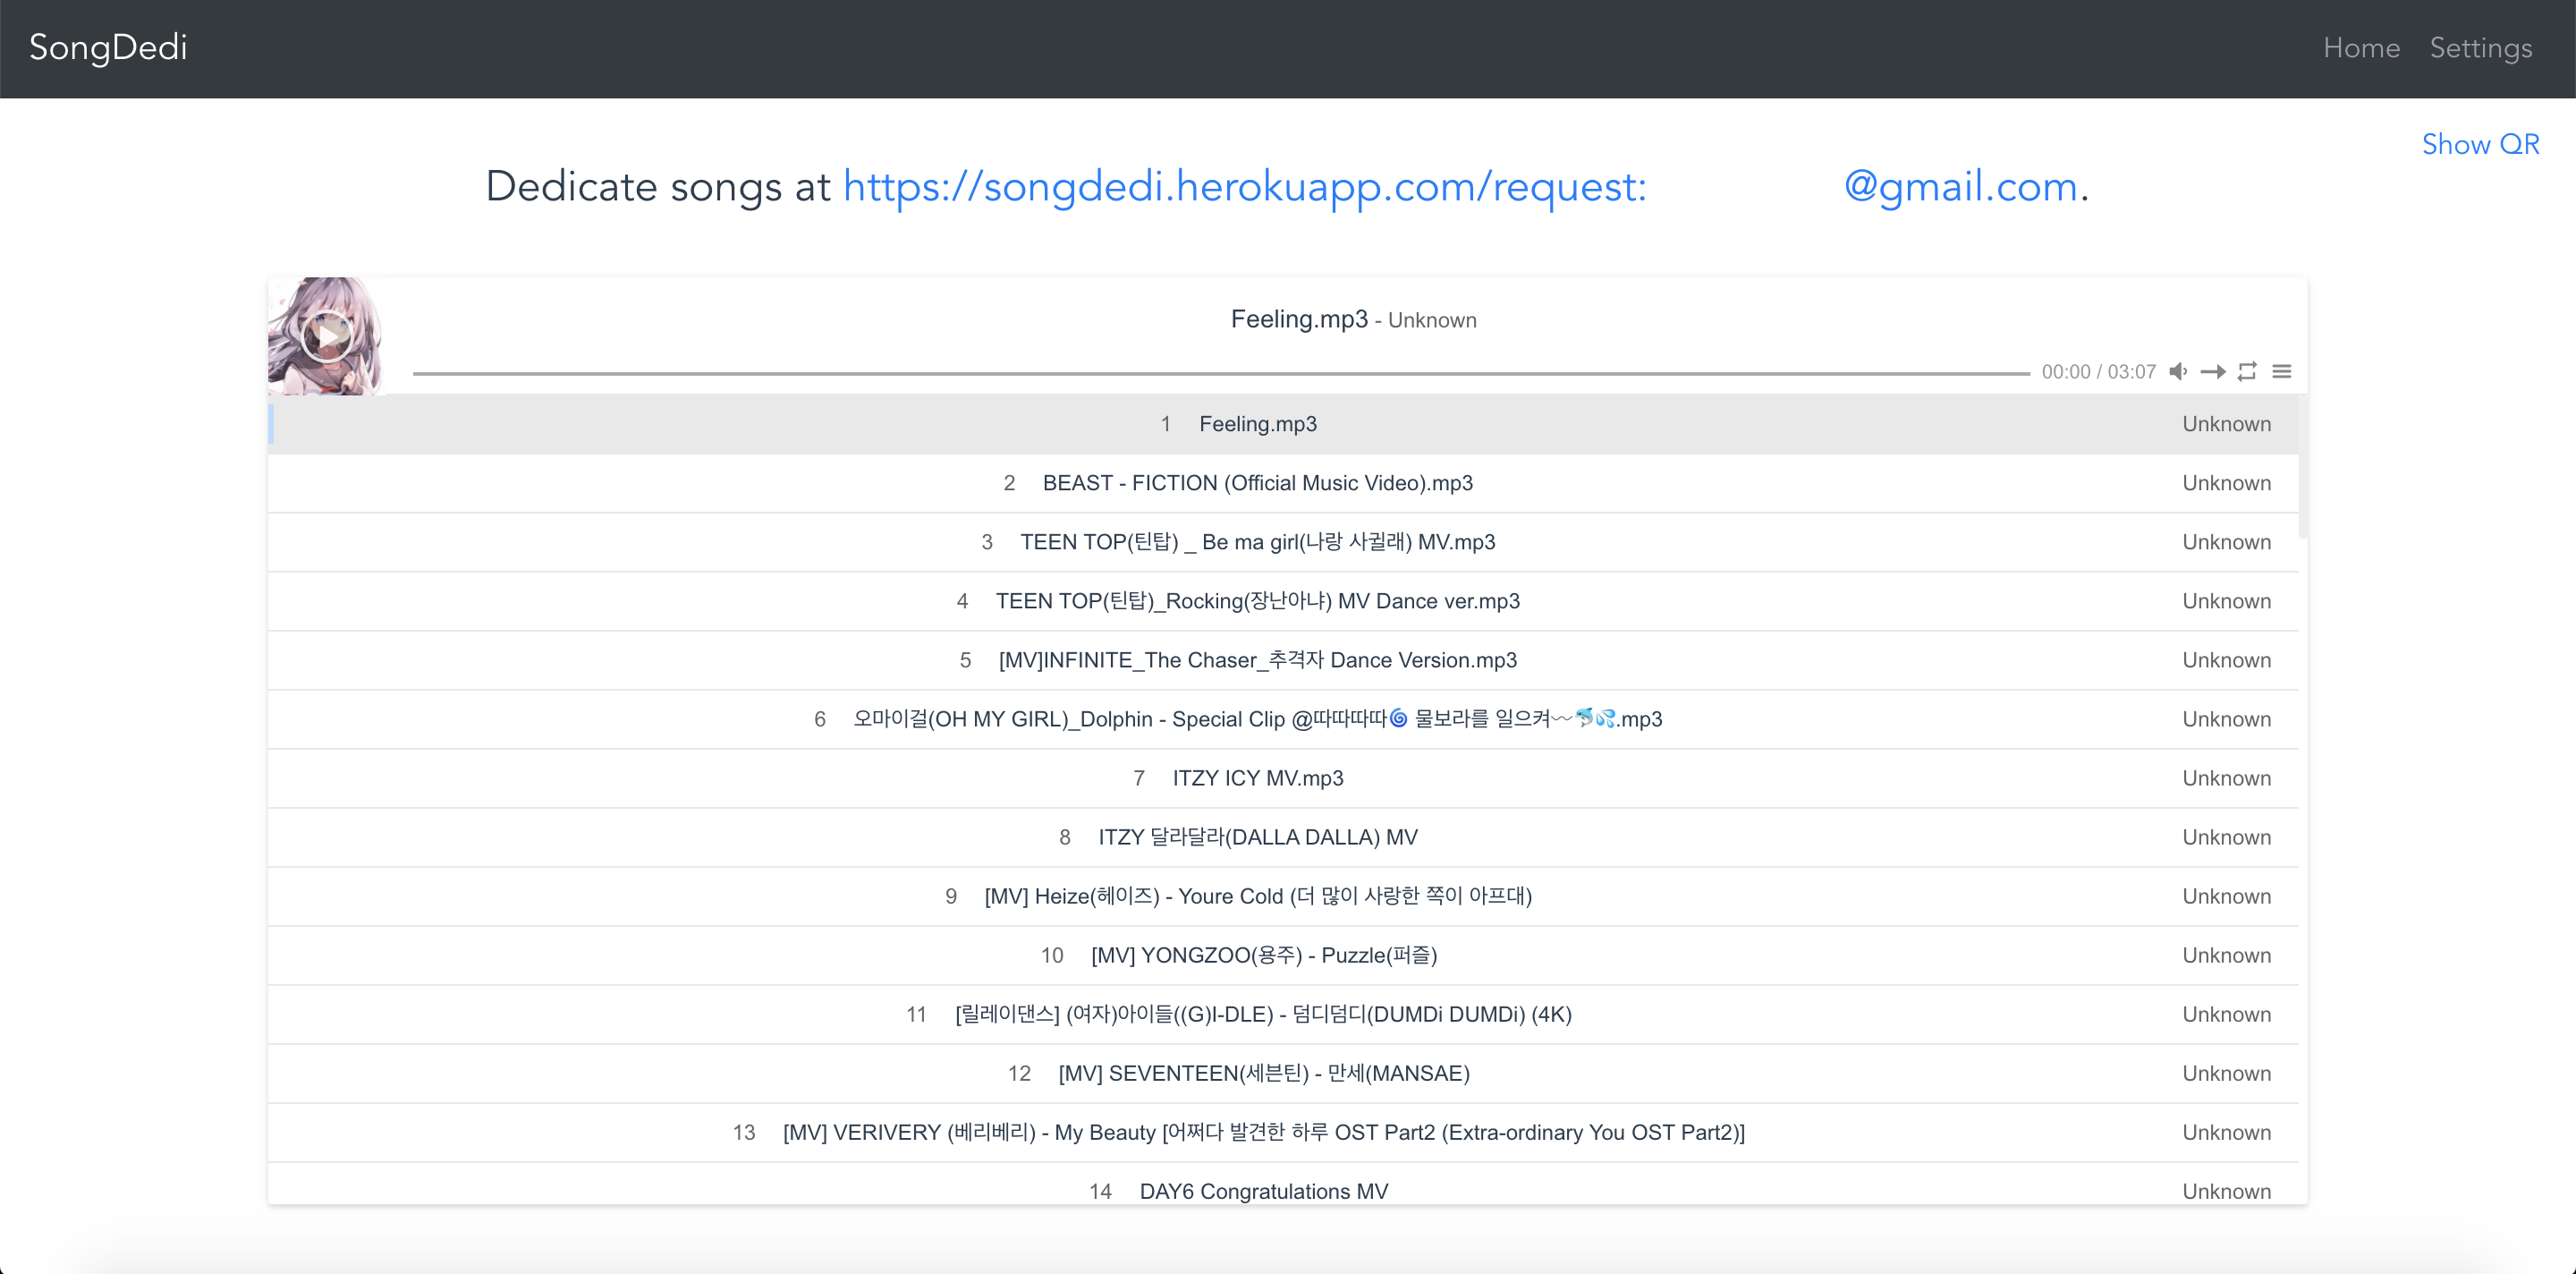 SongDedi Home Settings
Show QR
Dedicate songs at https://songdedi.herokuapp.com/request: @gmail.com.
Feeling.mp3 - Unknown
00:00 / 03:07
1 Feeling.mp3 Unknown
2 BEAST - FICTION (Official Music Video).mp3 Unknown
3 TEEN TOP(틴탑) _ Be ma girl(나랑 사귈래) MV.mp3 Unknown
4 TEEN TOP(틴탑)_Rocking(장난아냐) MV Dance ver.mp3 Unknown
5 [MV]INFINITE_The Chaser_추격자 Dance Version.mp3 Unknown
6 오마이걸(OH MY GIRL)_Dolphin - Special Clip @따따따따🌀 물보라를 일으켜〰🐬💦.mp3 Unknown
7 ITZY ICY MV.mp3 Unknown
8 ITZY 달라달라(DALLA DALLA) MV Unknown
9 [MV] Heize(헤이즈) - Youre Cold (더 많이 사랑한 쪽이 아프대) Unknown
10 [MV] YONGZOO(용주) - Puzzle(퍼즐) Unknown
11 [릴레이댄스] (여자)아이들((G)I-DLE) - 덤디덤디(DUMDi DUMDi) (4K) Unknown
12 [MV] SEVENTEEN(세븐틴) - 만세(MANSAE) Unknown
13 [MV] VERIVERY (베리베리) - My Beauty [어쩌다 발견한 하루 OST Part2 (Extra-ordinary You OST Part2)] Unknown
14 DAY6 Congratulations MV Unknown